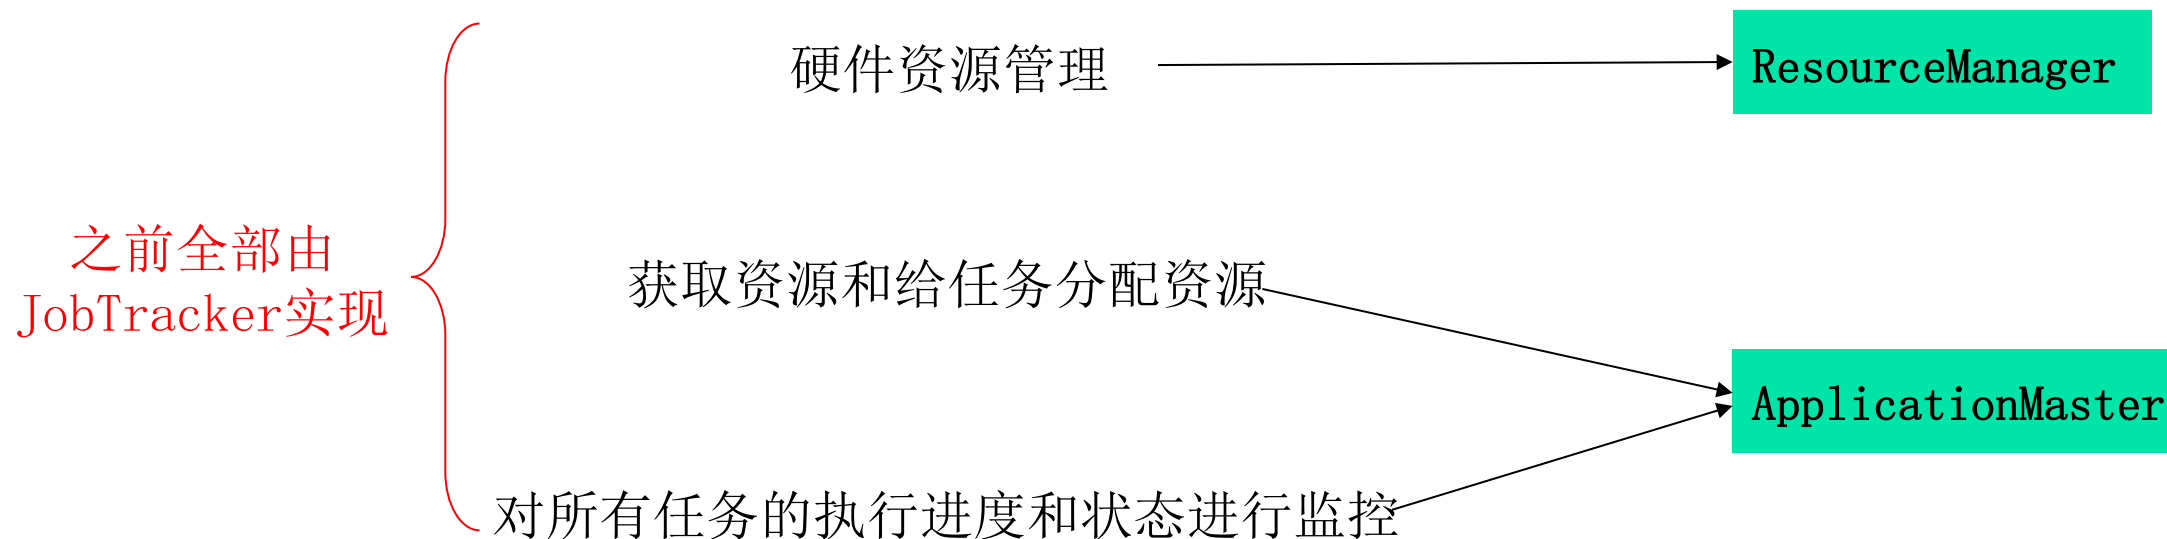 硬件资源管理
ResourceManager
之前全部由
JobTracker实现
获取资源和给任务分配资源
ApplicationMaster
对所有任务的执行进度和状态进行监控